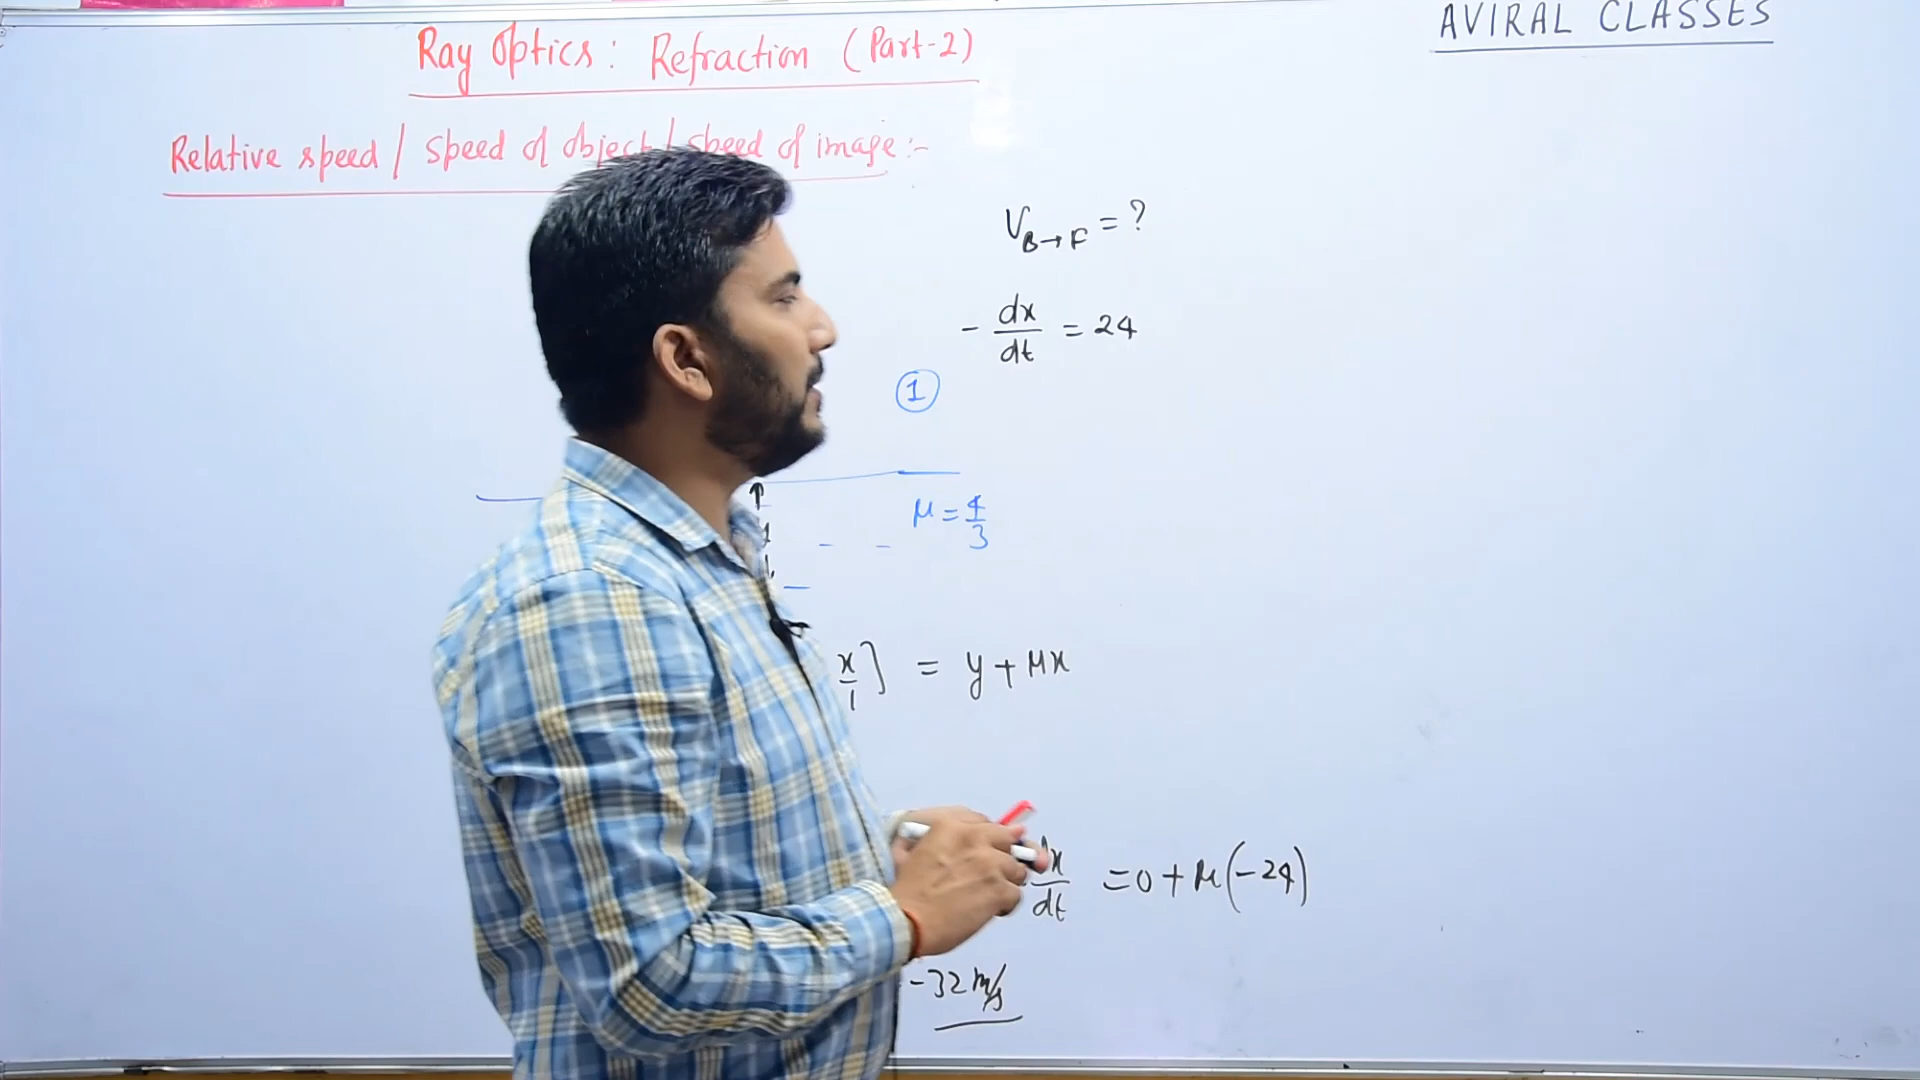 AVIRAL CLASSES
Ray Optics: Refraction (Part-2)
Relative speed / speed of object / speed of image :-
V B→F = ?
- dx/dt = 24
1
μ = 4/3
x/1 ] = y + μx
dx/dt = 0 + μ(-24)
-32 m/s